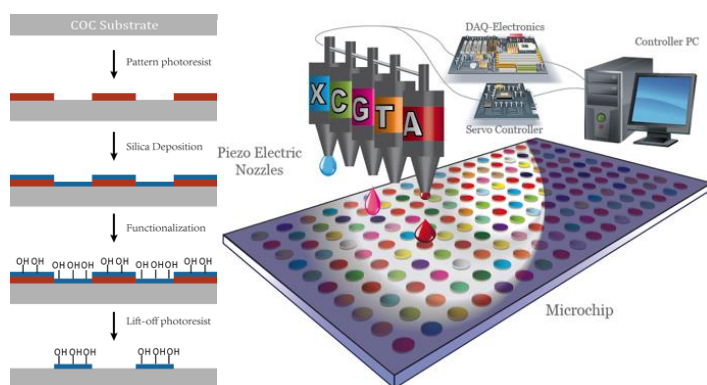 COC Substrate
Pattern photoresist
Silica Deposition
Functionalization
OH OH OH OH OH OH OH OH OH OH OH OH
Lift-off photoresist
OH OH OH OH OH OH
DAQ-Electronics
Controller PC
Servo Controller
X C G T A
Piezo Electric
Nozzles
Microchip